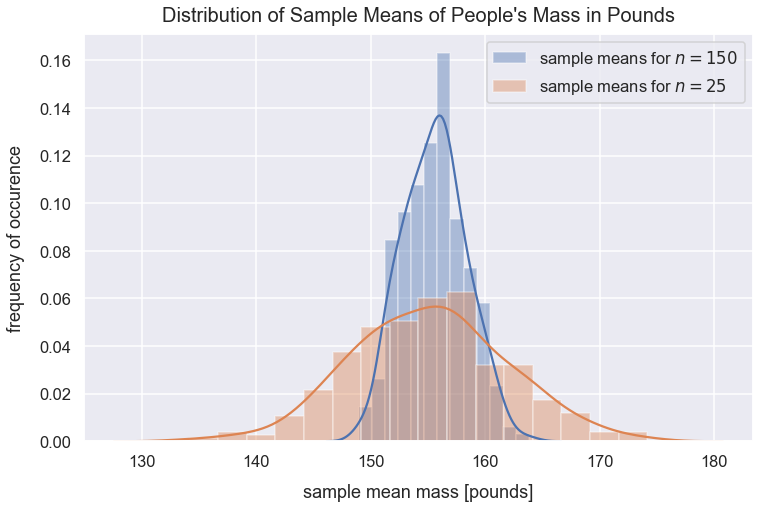 Distribution of Sample Means of People's Mass in Pounds
sample means for n = 150
sample means for n = 25
frequency of occurence
0.16
0.14
0.12
0.10
0.08
0.06
0.04
0.02
0.00
130 140 150 160 170 180
sample mean mass [pounds]